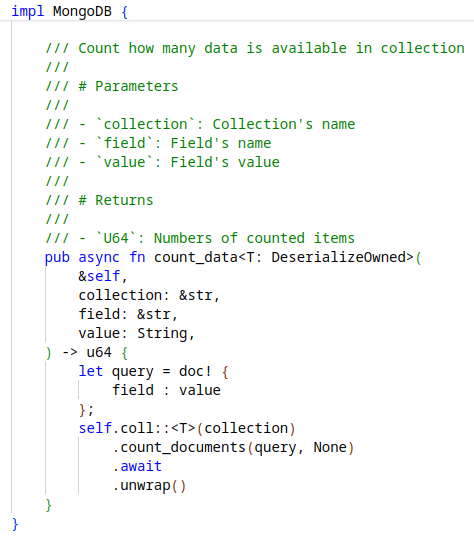 impl MongoDB {
/// Count how many data is available in collection
///
/// # Parameters
///
/// - `collection`: Collection's name
/// - `field`: Field's name
/// - `value`: Field's value
///
/// # Returns
///
/// - `U64`: Numbers of counted items
pub async fn count_data<T: DeserializeOwned>(
&self,
collection: &str,
field: &str,
value: String,
) -> u64 {
let query = doc! {
field : value
};
self.coll::<T>(collection)
.count_documents(query, None)
.await
.unwrap()
}
}